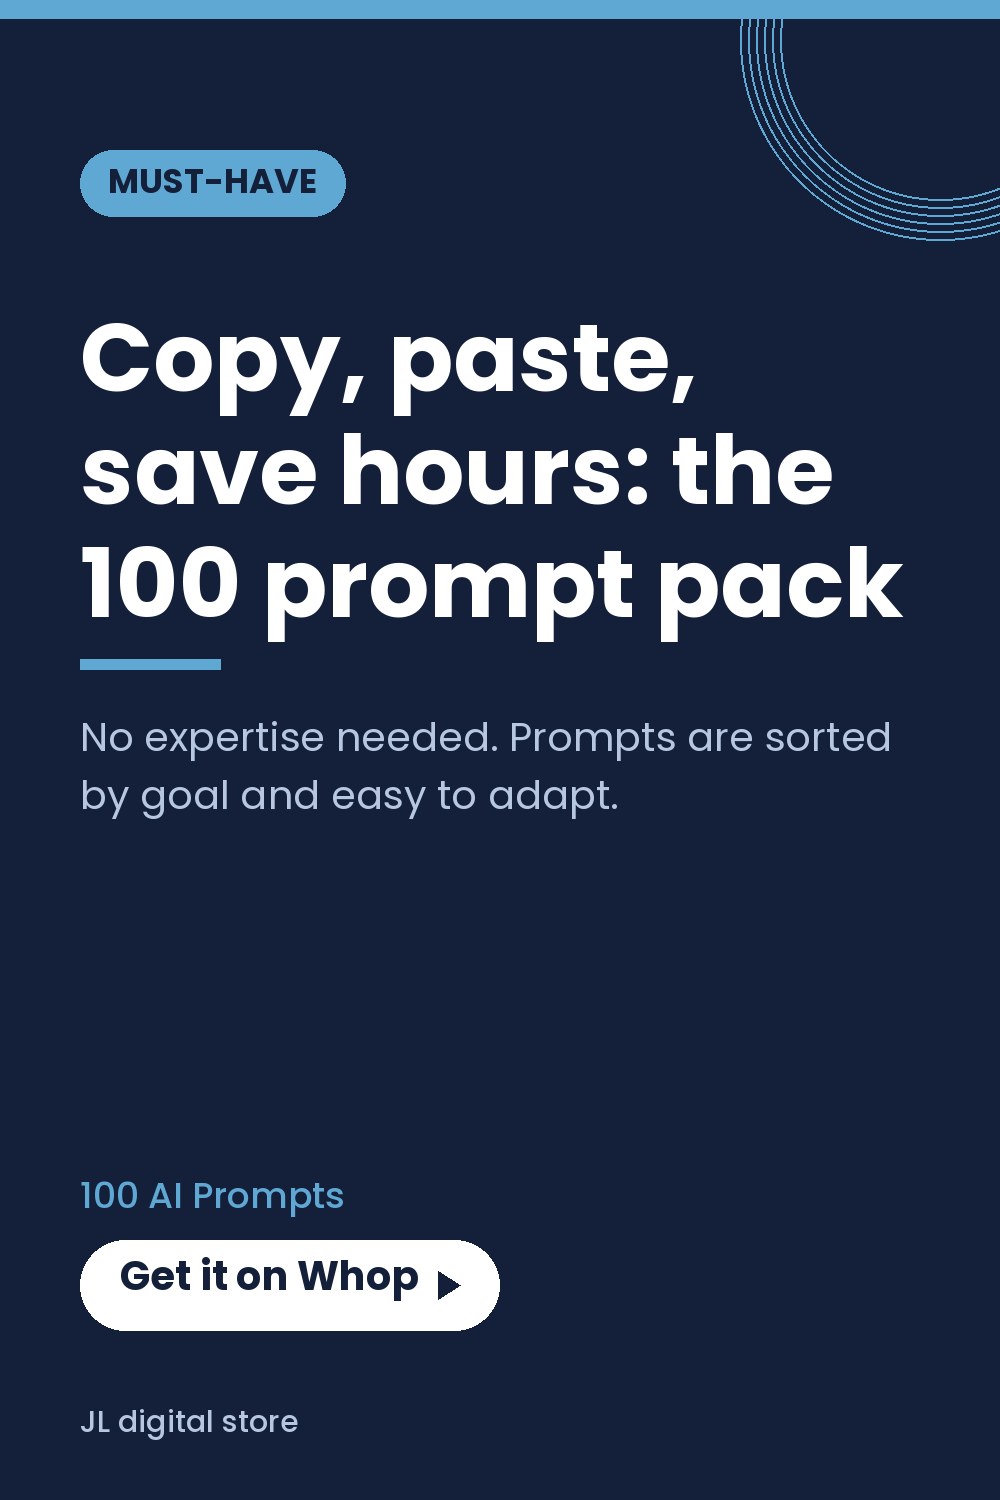 MUST-HAVE
Copy, paste,
save hours: the
100 prompt pack
No expertise needed. Prompts are sorted
by goal and easy to adapt.
100 AI Prompts
Get it on Whop
JL digital store